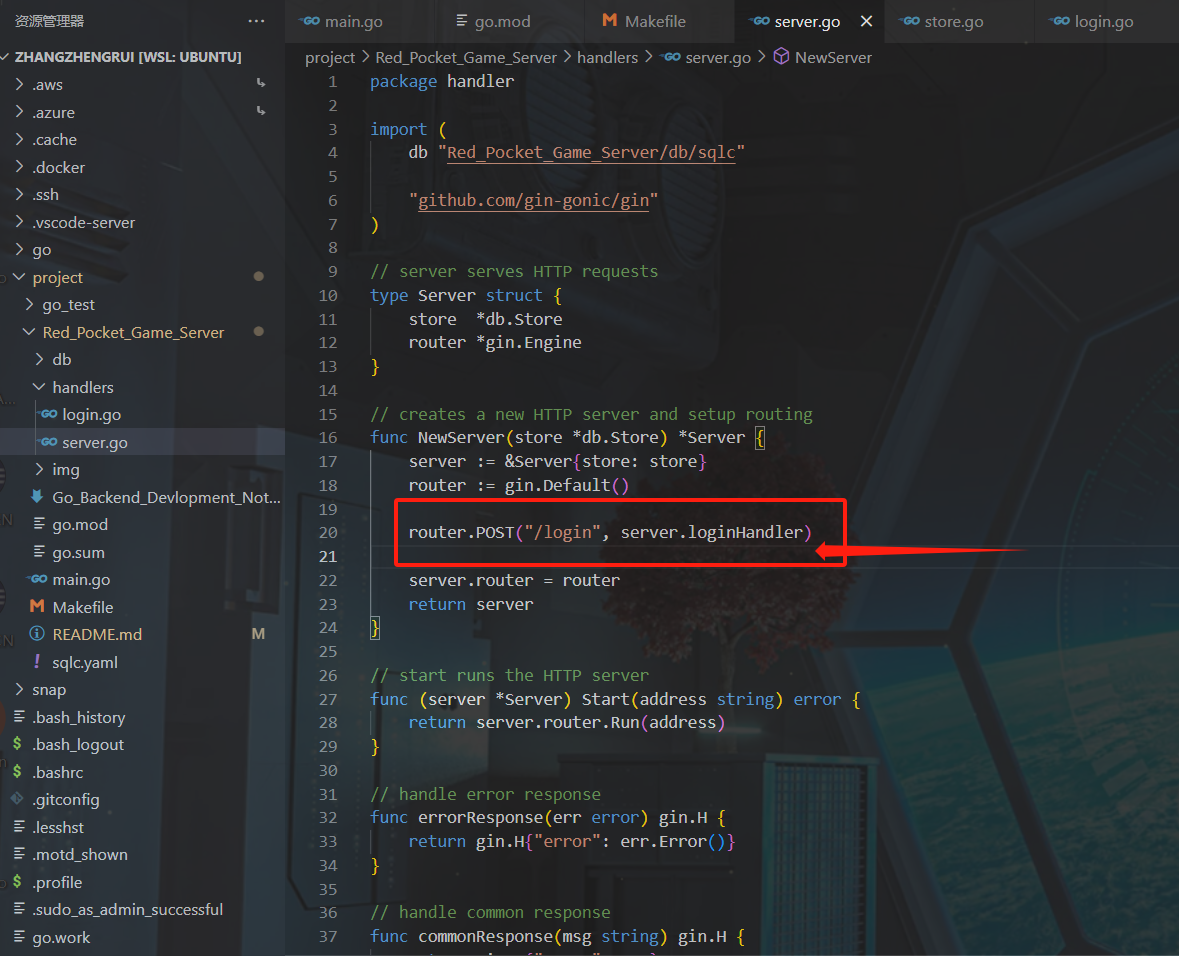 资源管理器 ···
ZHANGZHENGRUI [WSL: UBUNTU]
.aws
.azure
.cache
.docker
.ssh
.vscode-server
go
project
go_test
Red_Pocket_Game_Server
db
handlers
login.go
server.go
img
Go_Backend_Devlopment_Not...
go.mod
go.sum
main.go
Makefile
README.md M
sqlc.yaml
snap
.bash_history
.bash_logout
.bashrc
.gitconfig
.lesshst
.motd_shown
.profile
.sudo_as_admin_successful
go.work
main.go go.mod Makefile server.go store.go login.go
project > Red_Pocket_Game_Server > handlers > server.go > NewServer
1 package handler
2
3 import (
4 db "Red_Pocket_Game_Server/db/sqlc"
5
6 "github.com/gin-gonic/gin"
7 )
8
9 // server serves HTTP requests
10 type Server struct {
11 store *db.Store
12 router *gin.Engine
13 }
14
15 // creates a new HTTP server and setup routing
16 func NewServer(store *db.Store) *Server {
17 server := &Server{store: store}
18 router := gin.Default()
19
20 router.POST("/login", server.loginHandler)
21
22 server.router = router
23 return server
24 }
25
26 // start runs the HTTP server
27 func (server *Server) Start(address string) error {
28 return server.router.Run(address)
29 }
30
31 // handle error response
32 func errorResponse(err error) gin.H {
33 return gin.H{"error": err.Error()}
34 }
35
36 // handle common response
37 func commonResponse(msg string) gin.H {